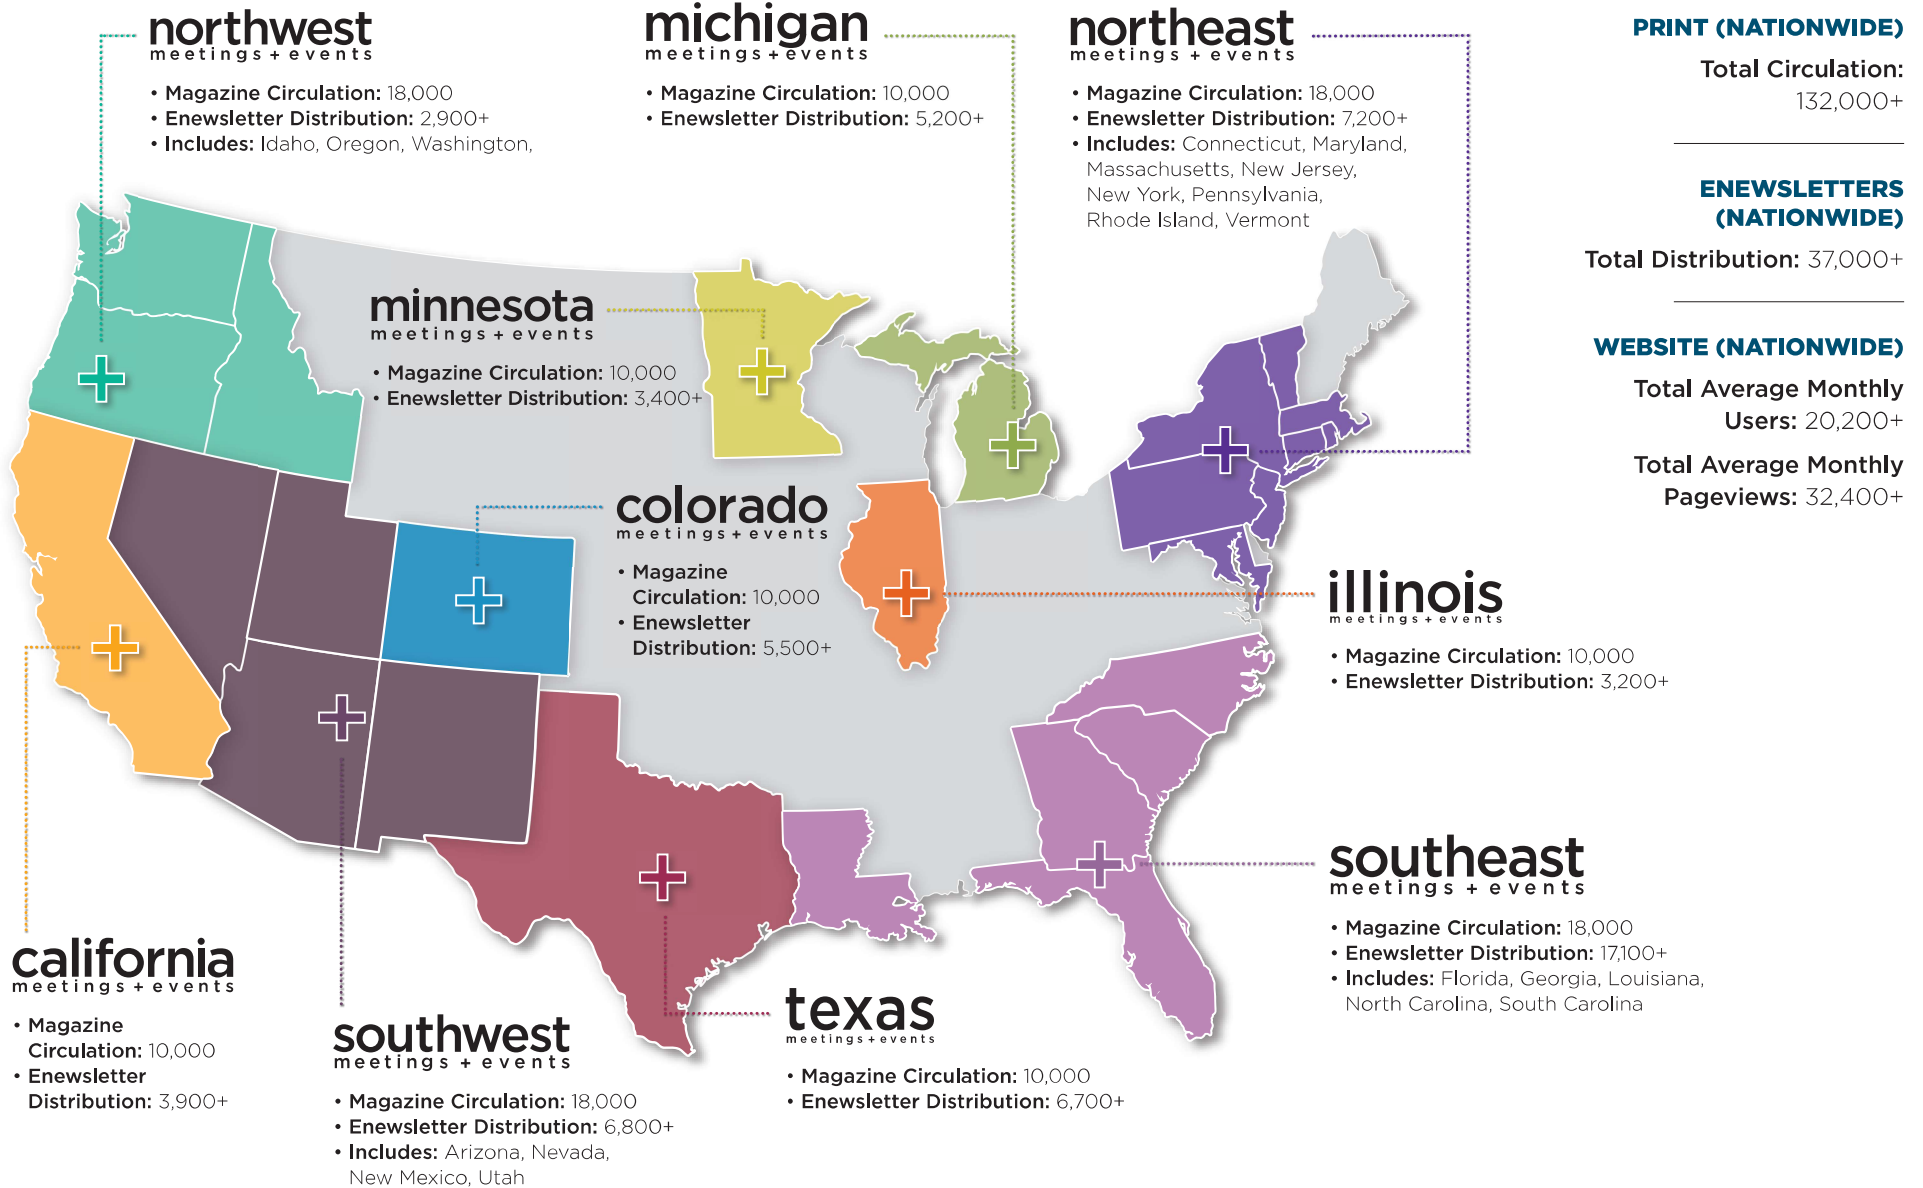 northwest
meetings + events
• Magazine Circulation: 18,000
• Enewsletter Distribution: 2,900+
• Includes: Idaho, Oregon, Washington,
michigan
meetings + events
• Magazine Circulation: 10,000
• Enewsletter Distribution: 5,200+
northeast
meetings + events
• Magazine Circulation: 18,000
• Enewsletter Distribution: 7,200+
• Includes: Connecticut, Maryland,
Massachusetts, New Jersey,
New York, Pennsylvania,
Rhode Island, Vermont
PRINT (NATIONWIDE)
Total Circulation:
132,000+
ENEWSLETTERS
(NATIONWIDE)
Total Distribution: 37,000+
WEBSITE (NATIONWIDE)
Total Average Monthly
Users: 20,200+
Total Average Monthly
Pageviews: 32,400+
minnesota
meetings + events
• Magazine Circulation: 10,000
• Enewsletter Distribution: 3,400+
colorado
meetings + events
• Magazine
Circulation: 10,000
• Enewsletter
Distribution: 5,500+
illinois
meetings + events
• Magazine Circulation: 10,000
• Enewsletter Distribution: 3,200+
southeast
meetings + events
• Magazine Circulation: 18,000
• Enewsletter Distribution: 17,100+
• Includes: Florida, Georgia, Louisiana,
North Carolina, South Carolina
california
meetings + events
• Magazine
Circulation: 10,000
• Enewsletter
Distribution: 3,900+
southwest
meetings + events
• Magazine Circulation: 18,000
• Enewsletter Distribution: 6,800+
• Includes: Arizona, Nevada,
New Mexico, Utah
texas
meetings + events
• Magazine Circulation: 10,000
• Enewsletter Distribution: 6,700+